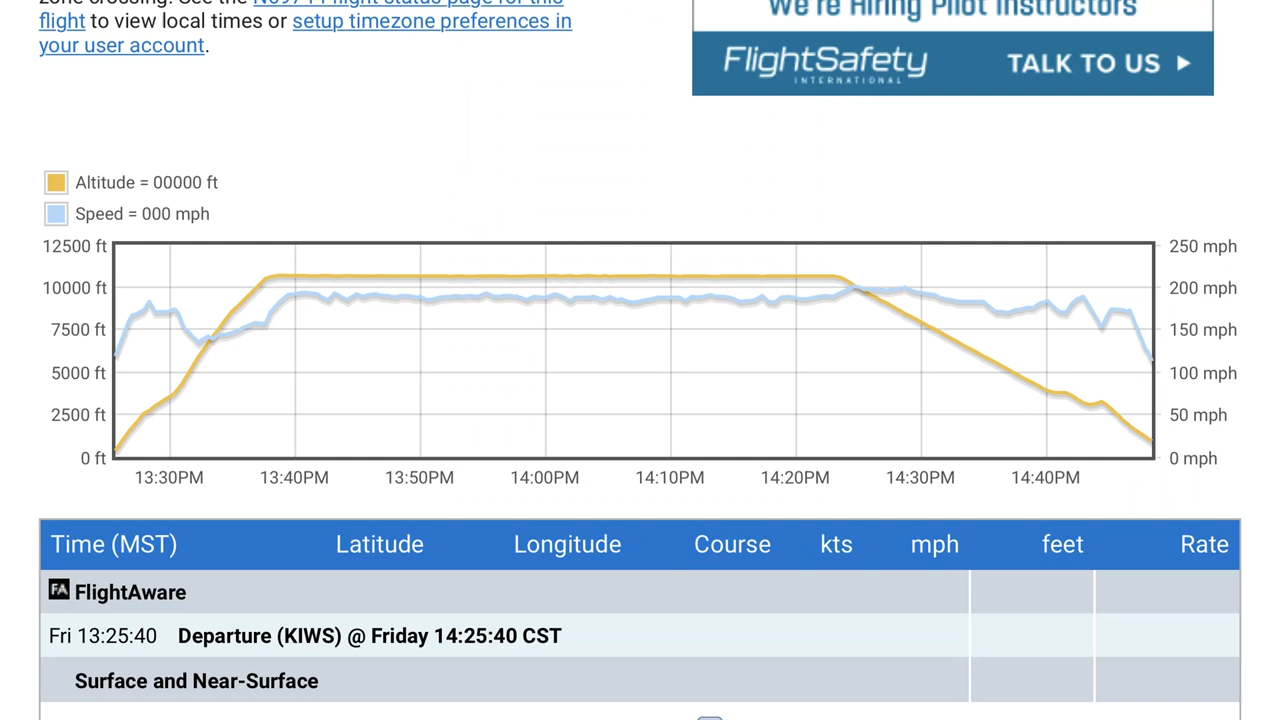 flight to view local times or setup timezone preferences in
your user account.
We're Hiring Pilot Instructors
FlightSafety
INTERNATIONAL
TALK TO US
Altitude = 00000 ft
Speed = 000 mph
12500 ft
10000 ft
7500 ft
5000 ft
2500 ft
0 ft
250 mph
200 mph
150 mph
100 mph
50 mph
0 mph
13:30PM 13:40PM 13:50PM 14:00PM 14:10PM 14:20PM 14:30PM 14:40PM
Time (MST) Latitude Longitude Course kts mph feet Rate
FA FlightAware
Fri 13:25:40 Departure (KIWS) @ Friday 14:25:40 CST
Surface and Near-Surface